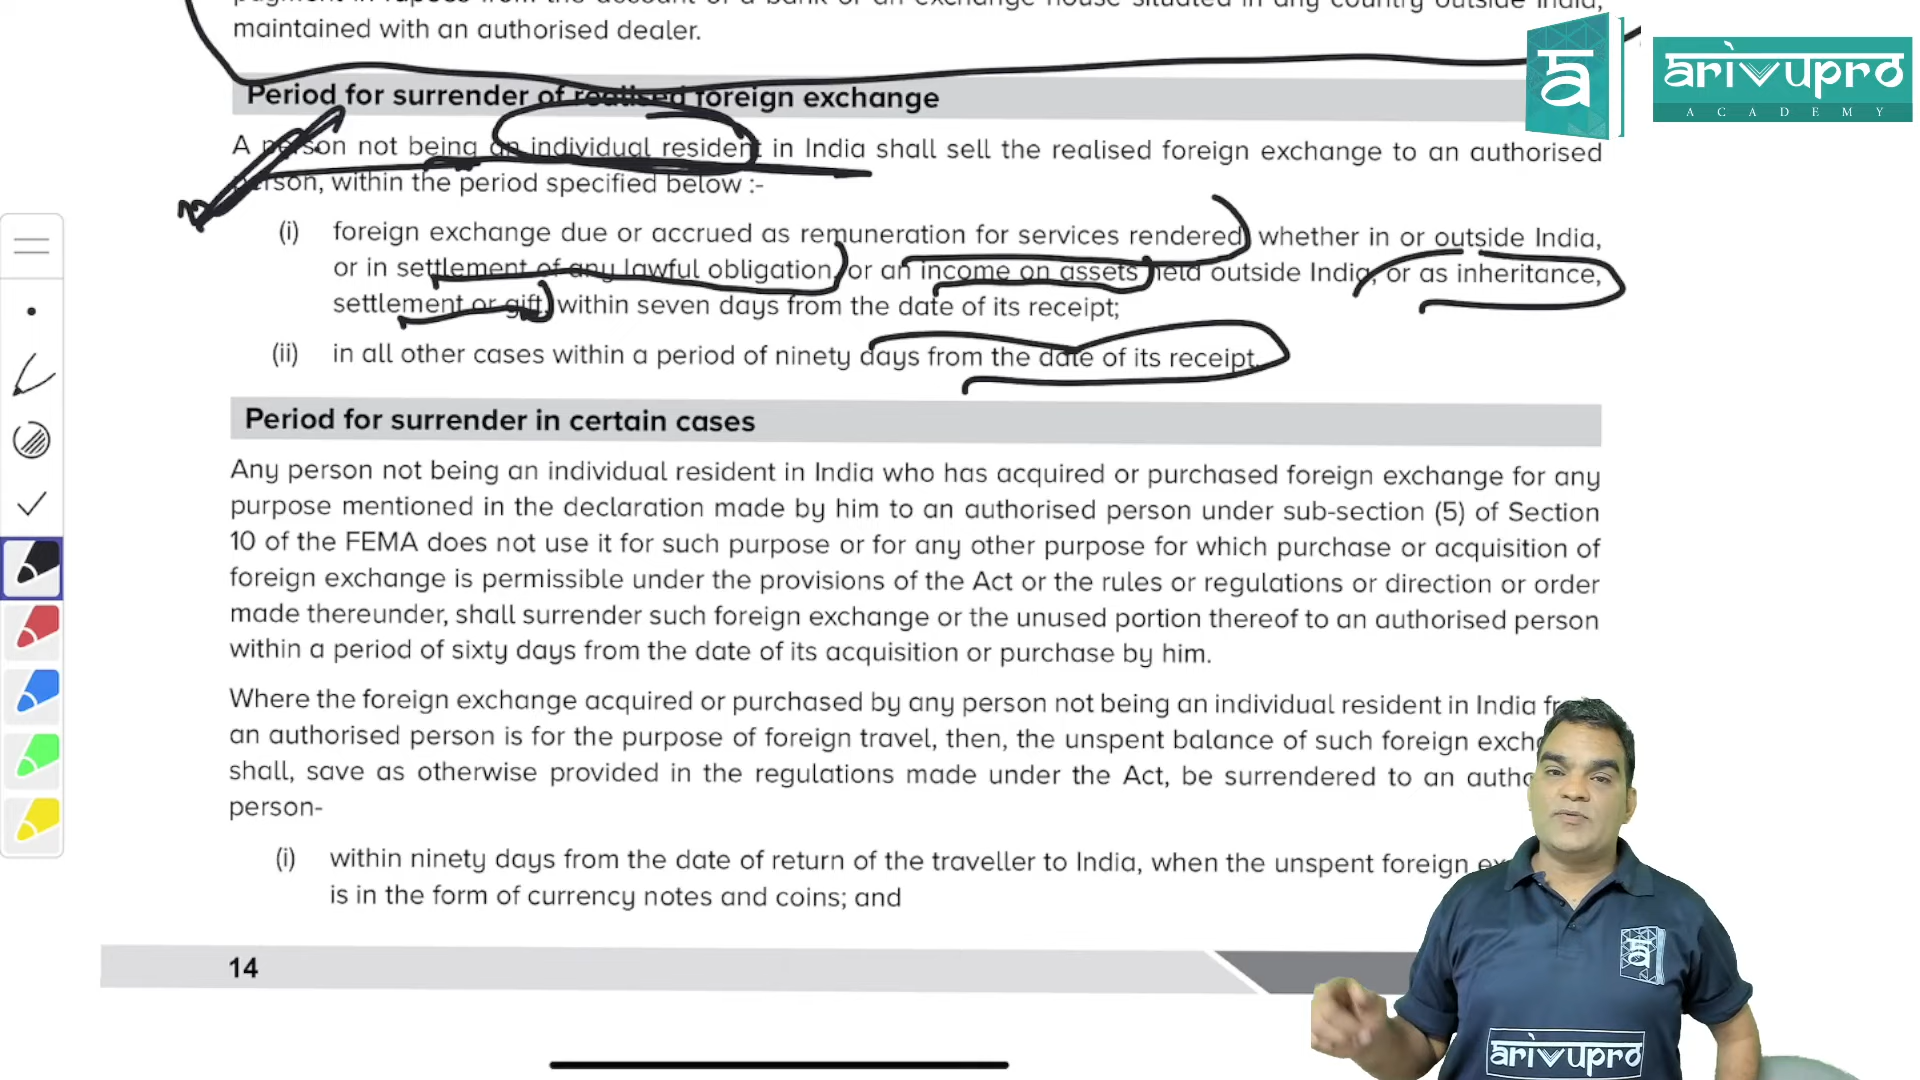 maintained with an authorised dealer.
Period for surrender of realised foreign exchange
A person not being an individual resident in India shall sell the realised foreign exchange to an authorised
person, within the period specified below :-
(i) foreign exchange due or accrued as remuneration for services rendered, whether in or outside India,
or in settlement of any lawful obligation, or an income on assets held outside India, or as inheritance,
settlement or gift, within seven days from the date of its receipt;
(ii) in all other cases within a period of ninety days from the date of its receipt.
Period for surrender in certain cases
Any person not being an individual resident in India who has acquired or purchased foreign exchange for any
purpose mentioned in the declaration made by him to an authorised person under sub-section (5) of Section
10 of the FEMA does not use it for such purpose or for any other purpose for which purchase or acquisition of
foreign exchange is permissible under the provisions of the Act or the rules or regulations or direction or order
made thereunder, shall surrender such foreign exchange or the unused portion thereof to an authorised person
within a period of sixty days from the date of its acquisition or purchase by him.
Where the foreign exchange acquired or purchased by any person not being an individual resident in India
an authorised person is for the purpose of foreign travel, then, the unspent balance of such foreign
shall, save as otherwise provided in the regulations made under the Act, be surrendered to an
person-
(i) within ninety days from the date of return of the traveller to India, when the unspent foreign
is in the form of currency notes and coins; and
14
arivupro
ACADEMY
arivupro